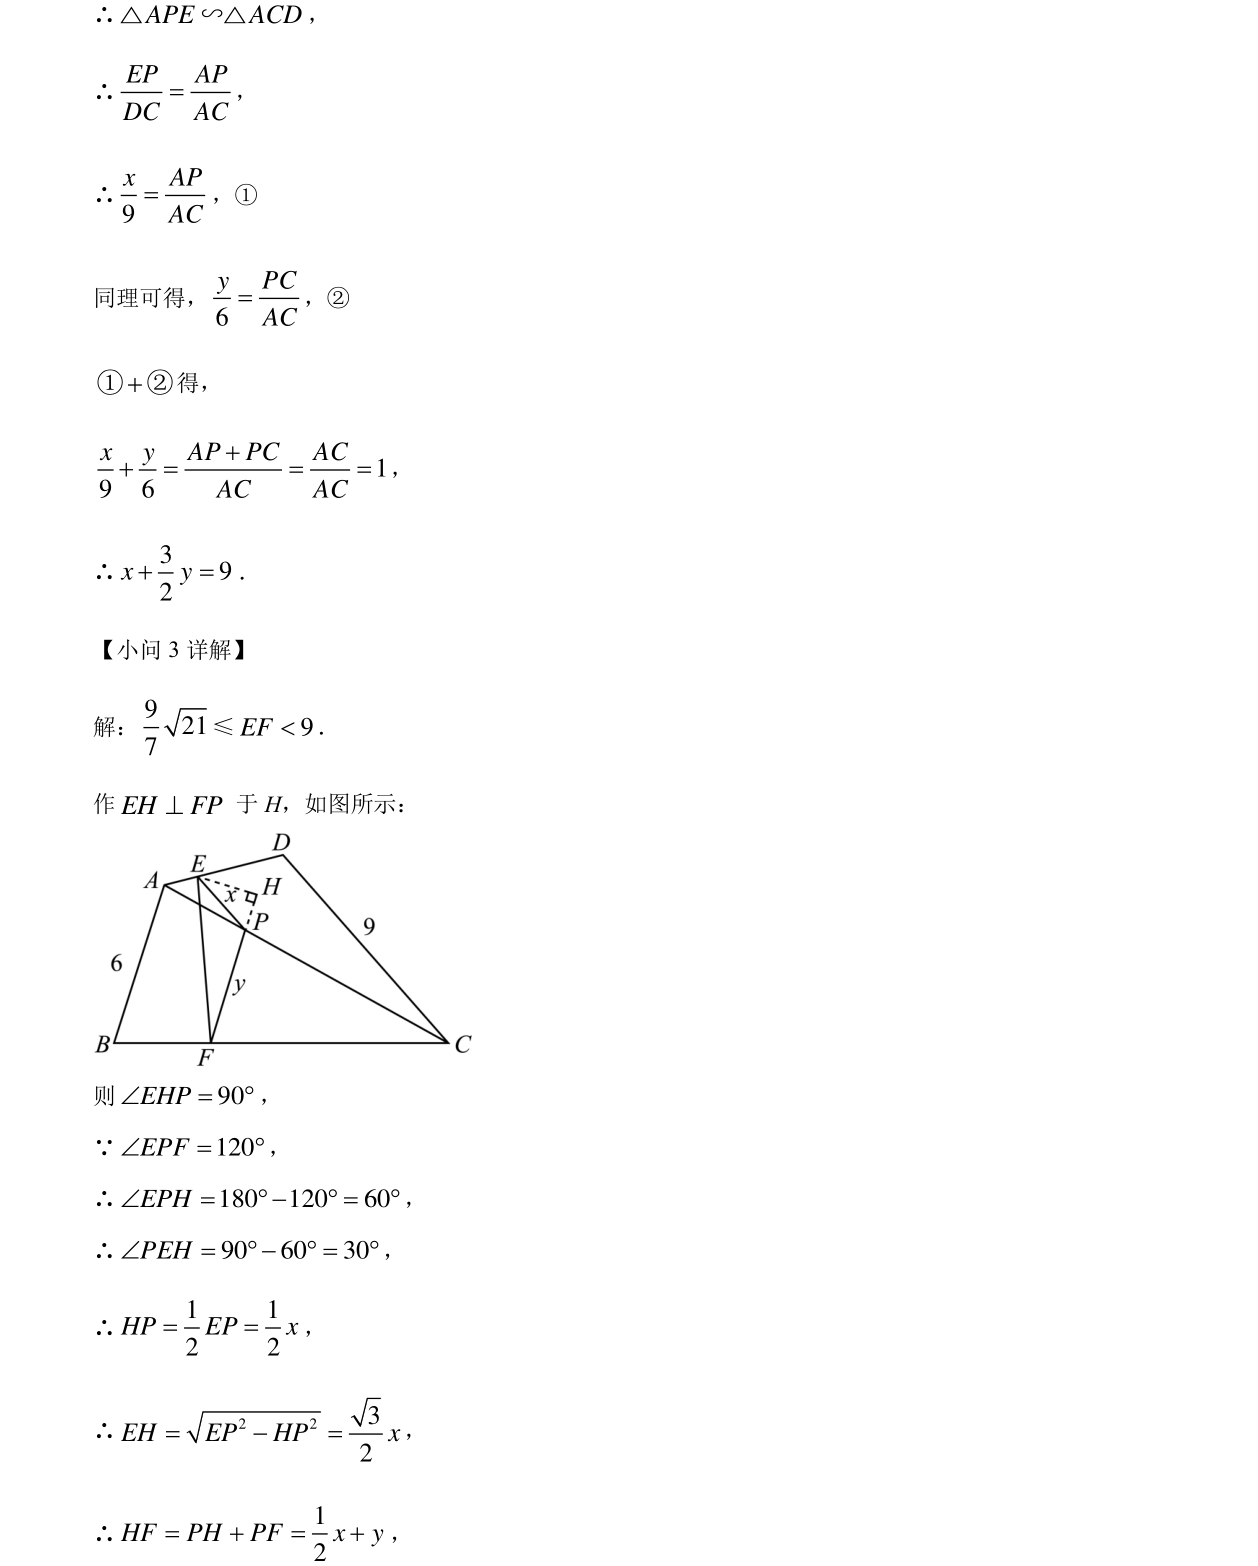 ∴△APE∽△ACD，
∴EP/DC=AP/AC，
∴x/9=AP/AC，①
同理可得，y/6=PC/AC，②
①+②得，
x/9+y/6=(AP+PC)/AC=AC/AC=1，
∴x+3/2 y=9．
【小问 3 详解】
解：9/7√21≤EF<9．
作EH⊥FP 于 H，如图所示：
D
E
A
H
x
P
9
6
y
B
F
C
则∠EHP=90°，
∵∠EPF=120°，
∴∠EPH=180°−120°=60°，
∴∠PEH=90°−60°=30°，
∴HP=1/2 EP=1/2 x，
∴EH=√(EP²−HP²)=√3/2 x，
∴HF=PH+PF=1/2 x+y，